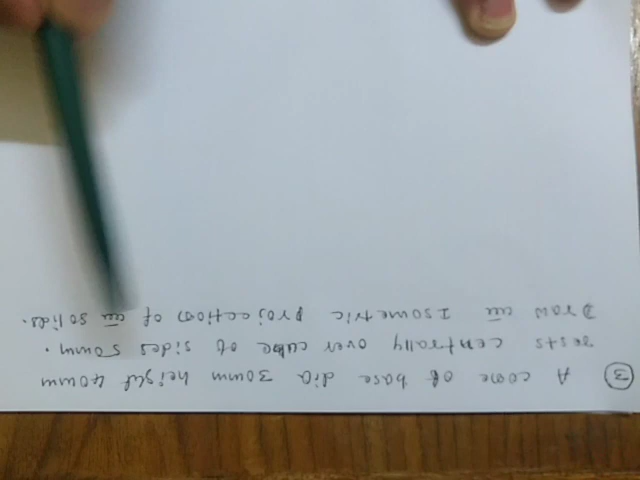 ③ A cone of base dia 30mm height 40mm
rests centrally over cube of sides 50mm.
Draw the Isometric projection of the solids.